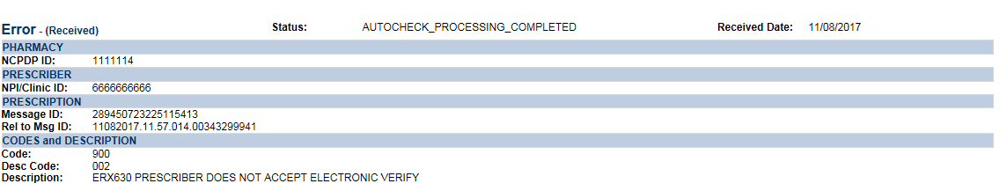 Error - (Received) Status: AUTOCHECK_PROCESSING_COMPLETED Received Date: 11/08/2017
PHARMACY
NCPDP ID: 1111114
PRESCRIBER
NPI/Clinic ID: 6666666666
PRESCRIPTION
Message ID: 289450723225115413
Rel to Msg ID: 11082017.11.57.014.00343299941
CODES and DESCRIPTION
Code: 900
Desc Code: 002
Description: ERX630 PRESCRIBER DOES NOT ACCEPT ELECTRONIC VERIFY